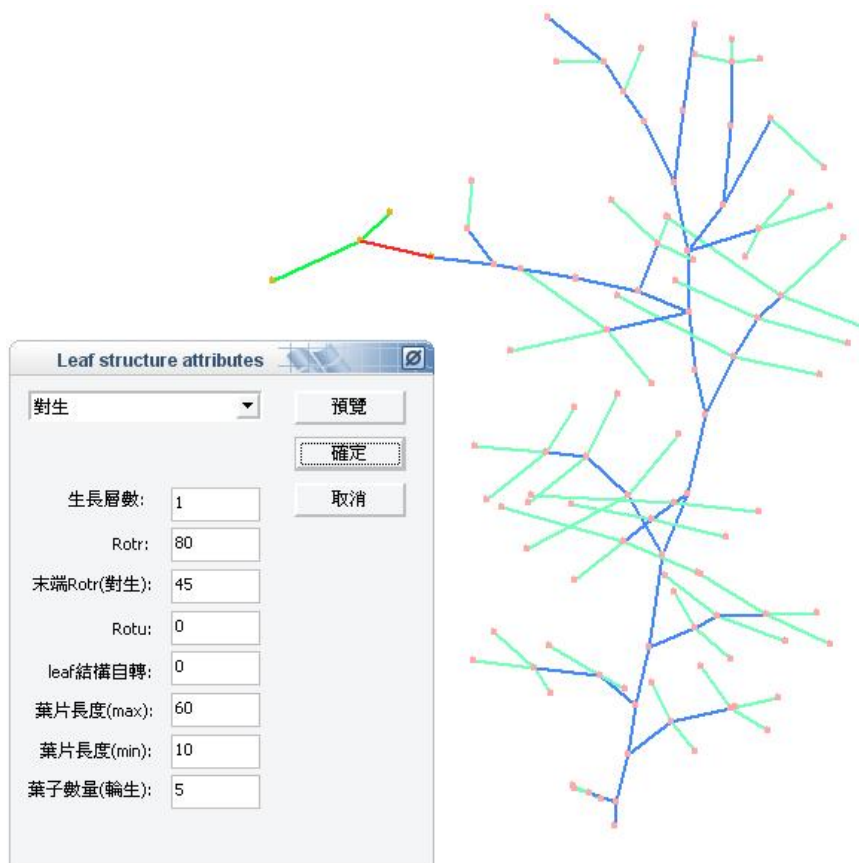 Leaf structure attributes
對生
預覽
確定
取消
生長層數: 1
Rotr: 80
末端Rotr(對生): 45
Rotu: 0
leaf結構自轉: 0
葉片長度(max): 60
葉片長度(min): 10
葉子數量(輪生): 5